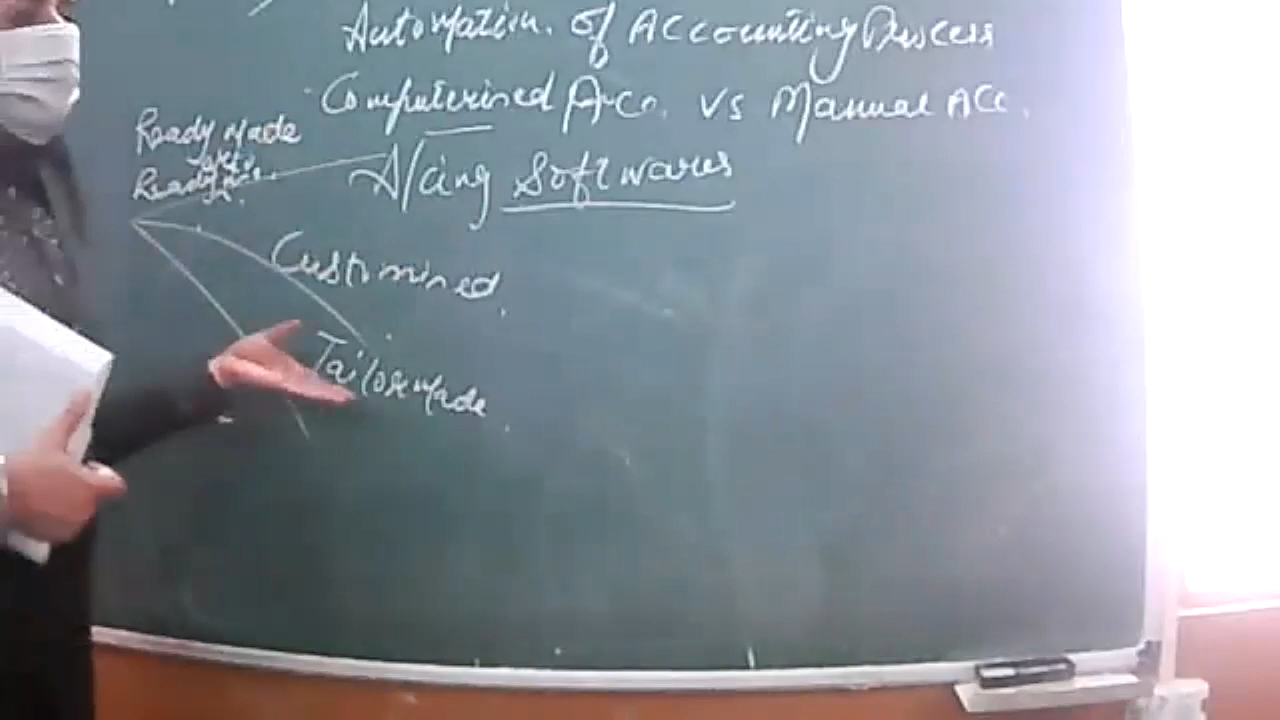 Automation. of Accounting Process
Computerised Acc. Vs Manual Acc.
Ready Made
A/cing Softwares
Customised
Tailormade